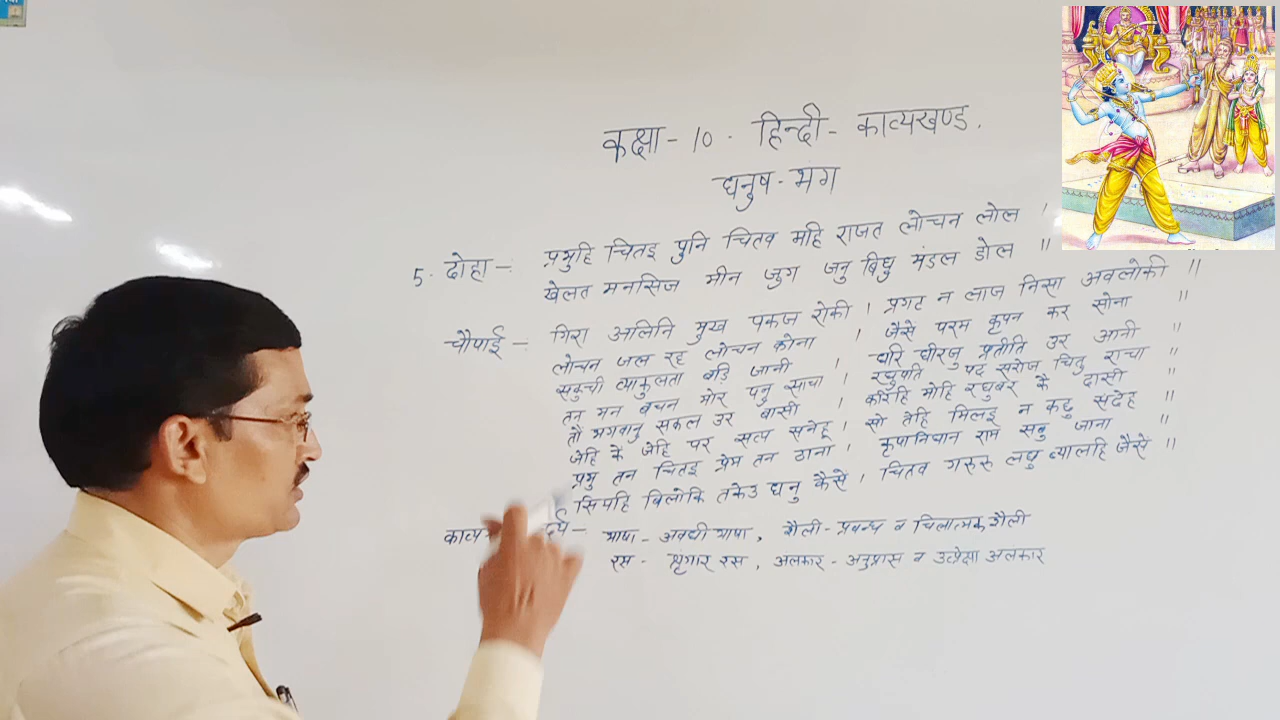 कक्षा - 10 . हिन्दी - काव्यखण्ड .
धनुष - भंग
5 . दोहा - प्रभुहि चितइ पुनि चितव महि राजत लोचन लोल ।
खेलत मनसिज मीन जुग जनु बिधु मंडल डोल ॥
चौपाई - गिरा अलिनि मुख पंकज रोकी । प्रगट न लाज निसा अवलोकी ॥
लोचन जल रह लोचन कोना । जैसे परम कृपन कर सोना ॥
सकुची व्याकुलता बड़ि जानी । धरि धीरजु प्रतीति उर आनी ॥
तन मन बचन मोर पनु साचा । रघुपति पद सरोज चितु राचा ॥
तौ भगवानु सकल उर बासी । करिहि मोहि रघुबर कै दासी ॥
जेहि कें जेहि पर सत्य सनेहू । सो तेहि मिलइ न कछु संदेहू ॥
प्रभु तन चितइ प्रेम तन ठाना । कृपानिधान राम सबु जाना ॥
सियहि बिलोकि तकेउ धनु कैसें । चितव गरुरु लघु व्यालहि जैसे ॥
भाषा - अवधी भाषा , शैली - प्रबन्ध व चित्रात्मक शैली
रस - श्रृंगार रस , अलंकार - अनुप्रास व उत्प्रेक्षा अलंकार